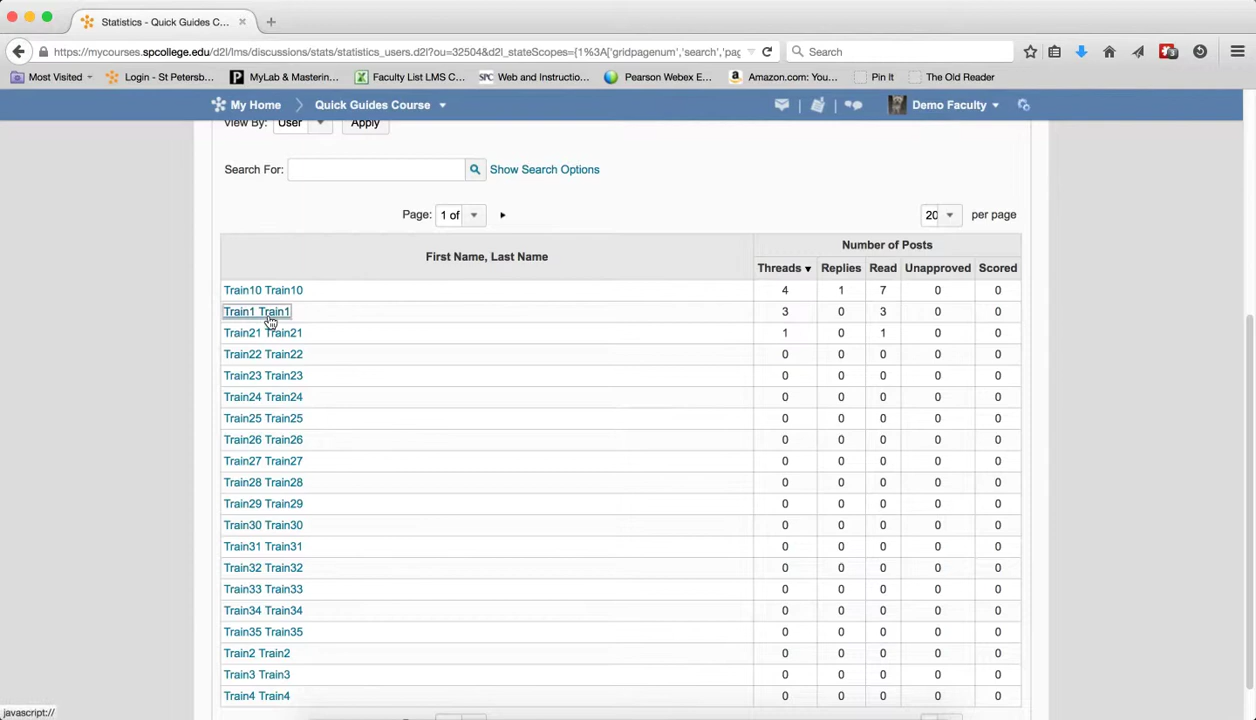 Statistics - Quick Guides C...
https://mycourses.spcollege.edu/d2l/lms/discussions/stats/statistics_users.d2l?ou=32504&d2l_stateScopes={1%3A['gridpagenum','search','pag
Search
3
Most Visited
Login - St Petersb...
MyLab & Mastering...
Faculty List LMS C...
SPC Web and Instructio...
Pearson Webex E...
Amazon.com: You...
Pin It
The Old Reader
My Home
Quick Guides Course
Demo Faculty
View By: User Apply
Search For: Show Search Options
Page: 1 of
20 per page
First Name, Last Name
Number of Posts
Threads Replies Read Unapproved Scored
Train10 Train10 4 1 7 0 0
Train1 Train1 3 0 3 0 0
Train21 Train21 1 0 1 0 0
Train22 Train22 0 0 0 0 0
Train23 Train23 0 0 0 0 0
Train24 Train24 0 0 0 0 0
Train25 Train25 0 0 0 0 0
Train26 Train26 0 0 0 0 0
Train27 Train27 0 0 0 0 0
Train28 Train28 0 0 0 0 0
Train29 Train29 0 0 0 0 0
Train30 Train30 0 0 0 0 0
Train31 Train31 0 0 0 0 0
Train32 Train32 0 0 0 0 0
Train33 Train33 0 0 0 0 0
Train34 Train34 0 0 0 0 0
Train35 Train35 0 0 0 0 0
Train2 Train2 0 0 0 0 0
Train3 Train3 0 0 0 0 0
Train4 Train4 0 0 0 0 0
javascript://